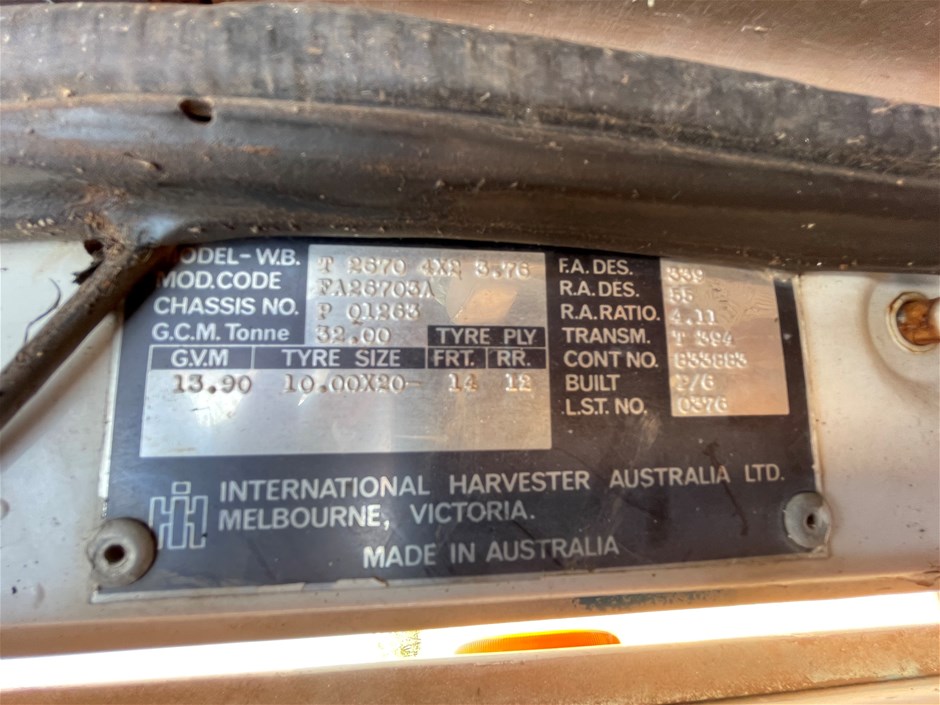 MODEL-W.B. T 2670 4X2 3.76
MOD.CODE FA26703A
CHASSIS NO. P Q1263
G.C.M. Tonne 32.00 TYRE PLY
G.V.M TYRE SIZE FRT. RR.
13.90 10.00X20- 14 12
F.A. DES. 339
R.A. DES. 55
R.A. RATIO. 4.11
TRANSM. T 394
CONT NO. 833883
BUILT P/6
L.S.T. NO. 0376
IH INTERNATIONAL HARVESTER AUSTRALIA LTD.
MELBOURNE, VICTORIA.
MADE IN AUSTRALIA